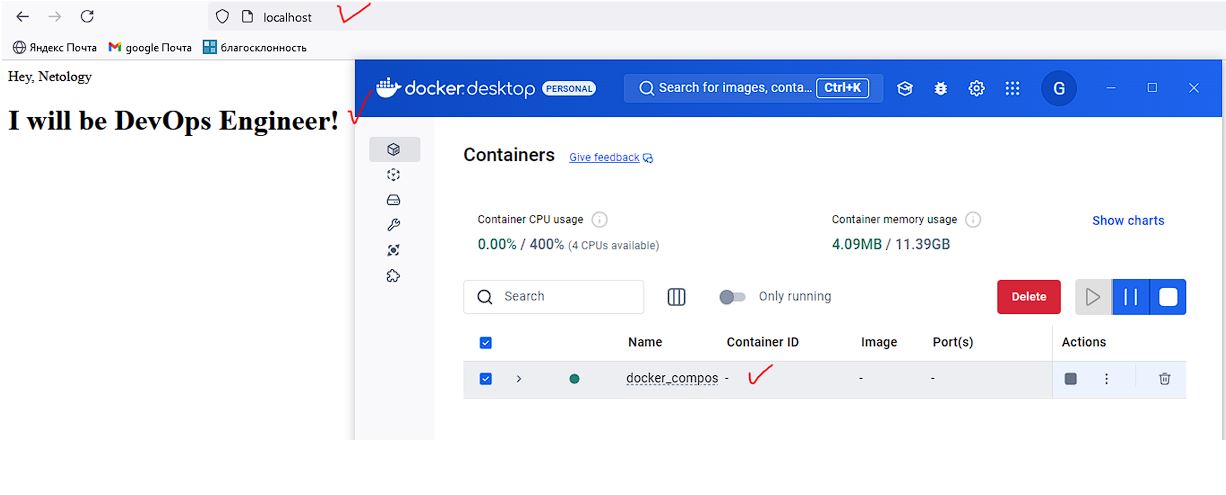 localhost
Яндекс Почта google Почта благосклонность
Hey, Netology
I will be DevOps Engineer!
docker.desktop PERSONAL Search for images, conta... Ctrl+K G
Containers Give feedback
Container CPU usage Container memory usage Show charts
0.00% / 400% (4 CPUs available) 4.09MB / 11.39GB
Search Only running Delete
Name Container ID Image Port(s) Actions
docker_compos - - -